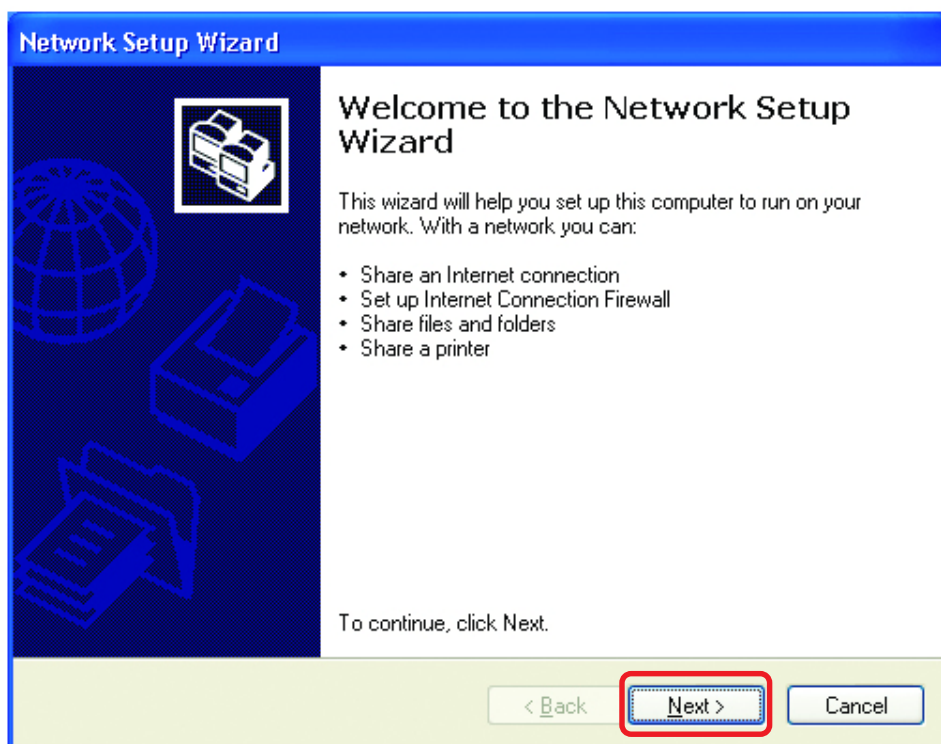 Network Setup Wizard
Welcome to the Network Setup
Wizard
This wizard will help you set up this computer to run on your
network. With a network you can:
• Share an Internet connection
• Set up Internet Connection Firewall
• Share files and folders
• Share a printer
To continue, click Next.
< Back Next > Cancel